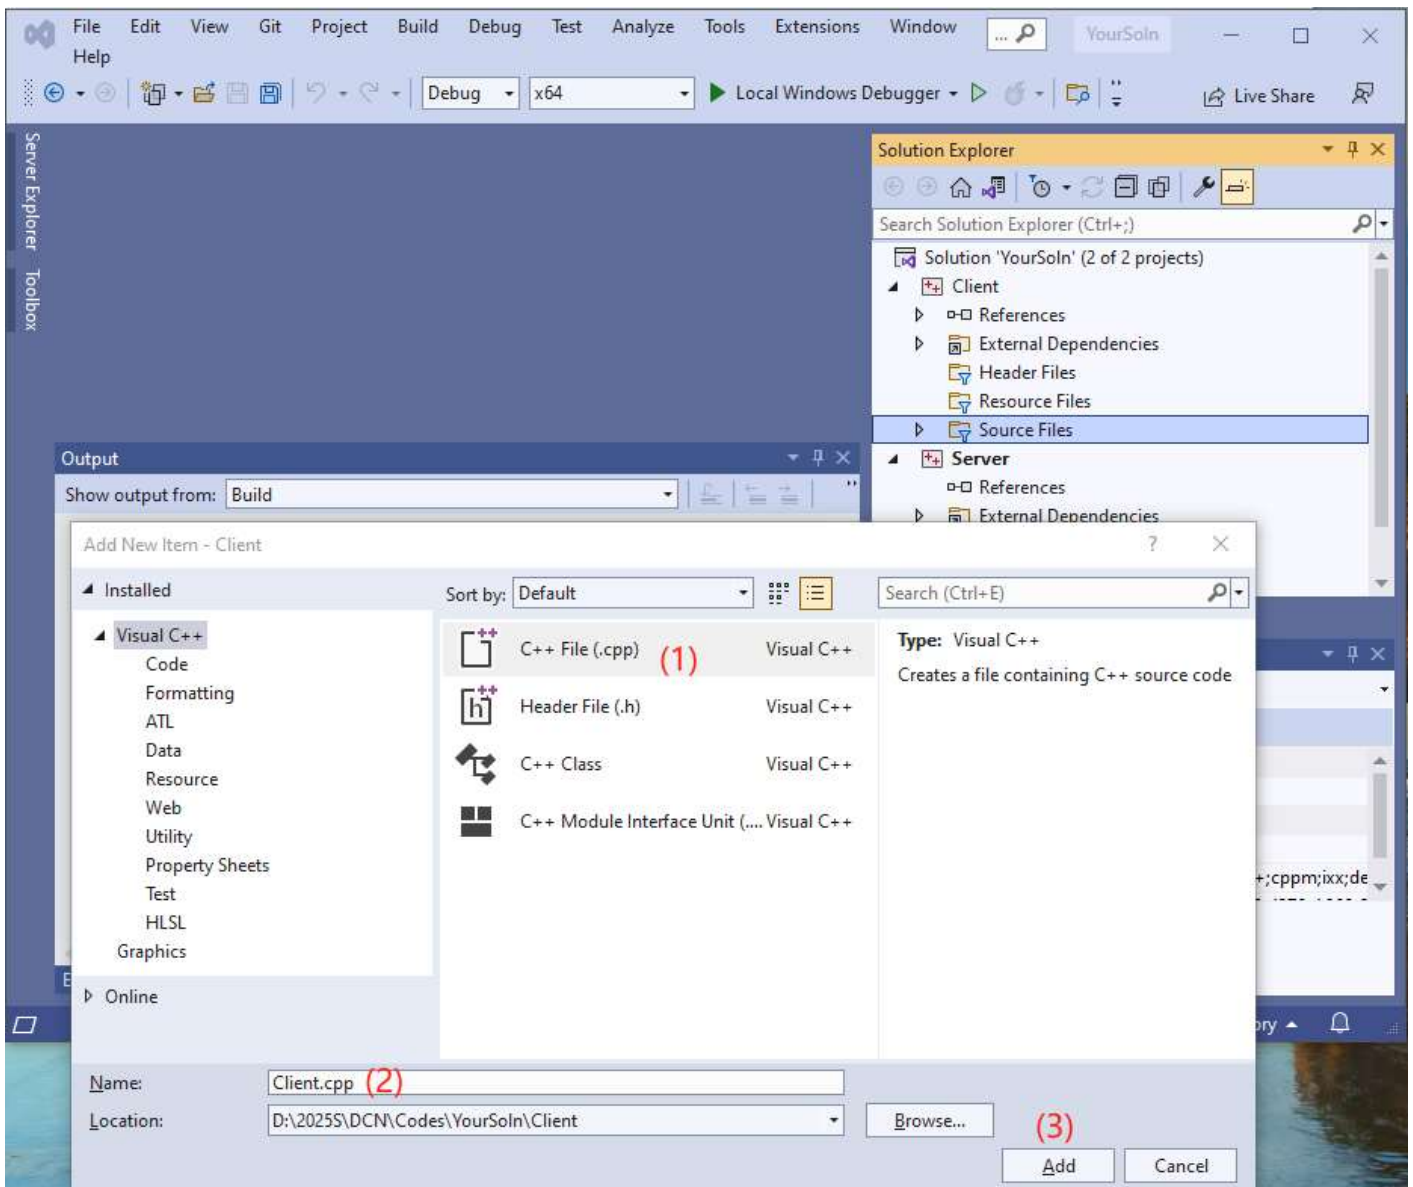 File Edit View Git Project Build Debug Test Analyze Tools Extensions Window ... YourSoln
Help
Debug x64 Local Windows Debugger Live Share
Server Explorer
Toolbox
Solution Explorer
Search Solution Explorer (Ctrl+;)
Solution 'YourSoln' (2 of 2 projects)
Client
References
External Dependencies
Header Files
Resource Files
Source Files
Server
References
External Dependencies
Output
Show output from: Build
Add New Item - Client ?
Installed
Sort by: Default
Search (Ctrl+E)
Visual C++
Code
Formatting
ATL
Data
Resource
Web
Utility
Property Sheets
Test
HLSL
Graphics
Online
C++ File (.cpp) (1) Visual C++
Header File (.h) Visual C++
C++ Class Visual C++
C++ Module Interface Unit (.... Visual C++
Type: Visual C++
Creates a file containing C++ source code
+;cppm;ixx;de
ory
Name: Client.cpp (2)
Location: D:\2025S\DCN\Codes\YourSoln\Client
Browse... (3)
Add Cancel